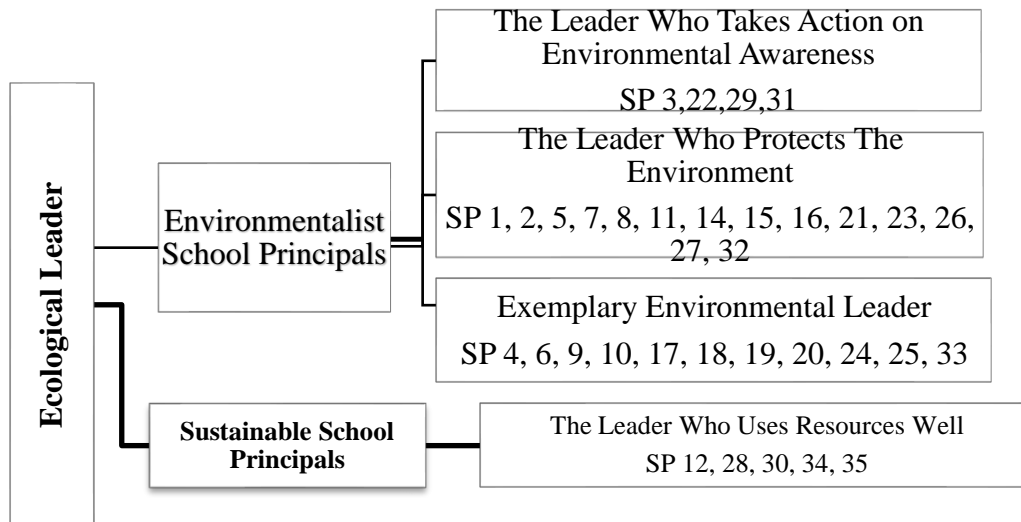 Ecological Leader
Environmentalist
School Principals
The Leader Who Takes Action on
Environmental Awareness
SP 3,22,29,31
The Leader Who Protects The
Environment
SP 1, 2, 5, 7, 8, 11, 14, 15, 16, 21, 23, 26,
27, 32
Exemplary Environmental Leader
SP 4, 6, 9, 10, 17, 18, 19, 20, 24, 25, 33
Sustainable School
Principals
The Leader Who Uses Resources Well
SP 12, 28, 30, 34, 35